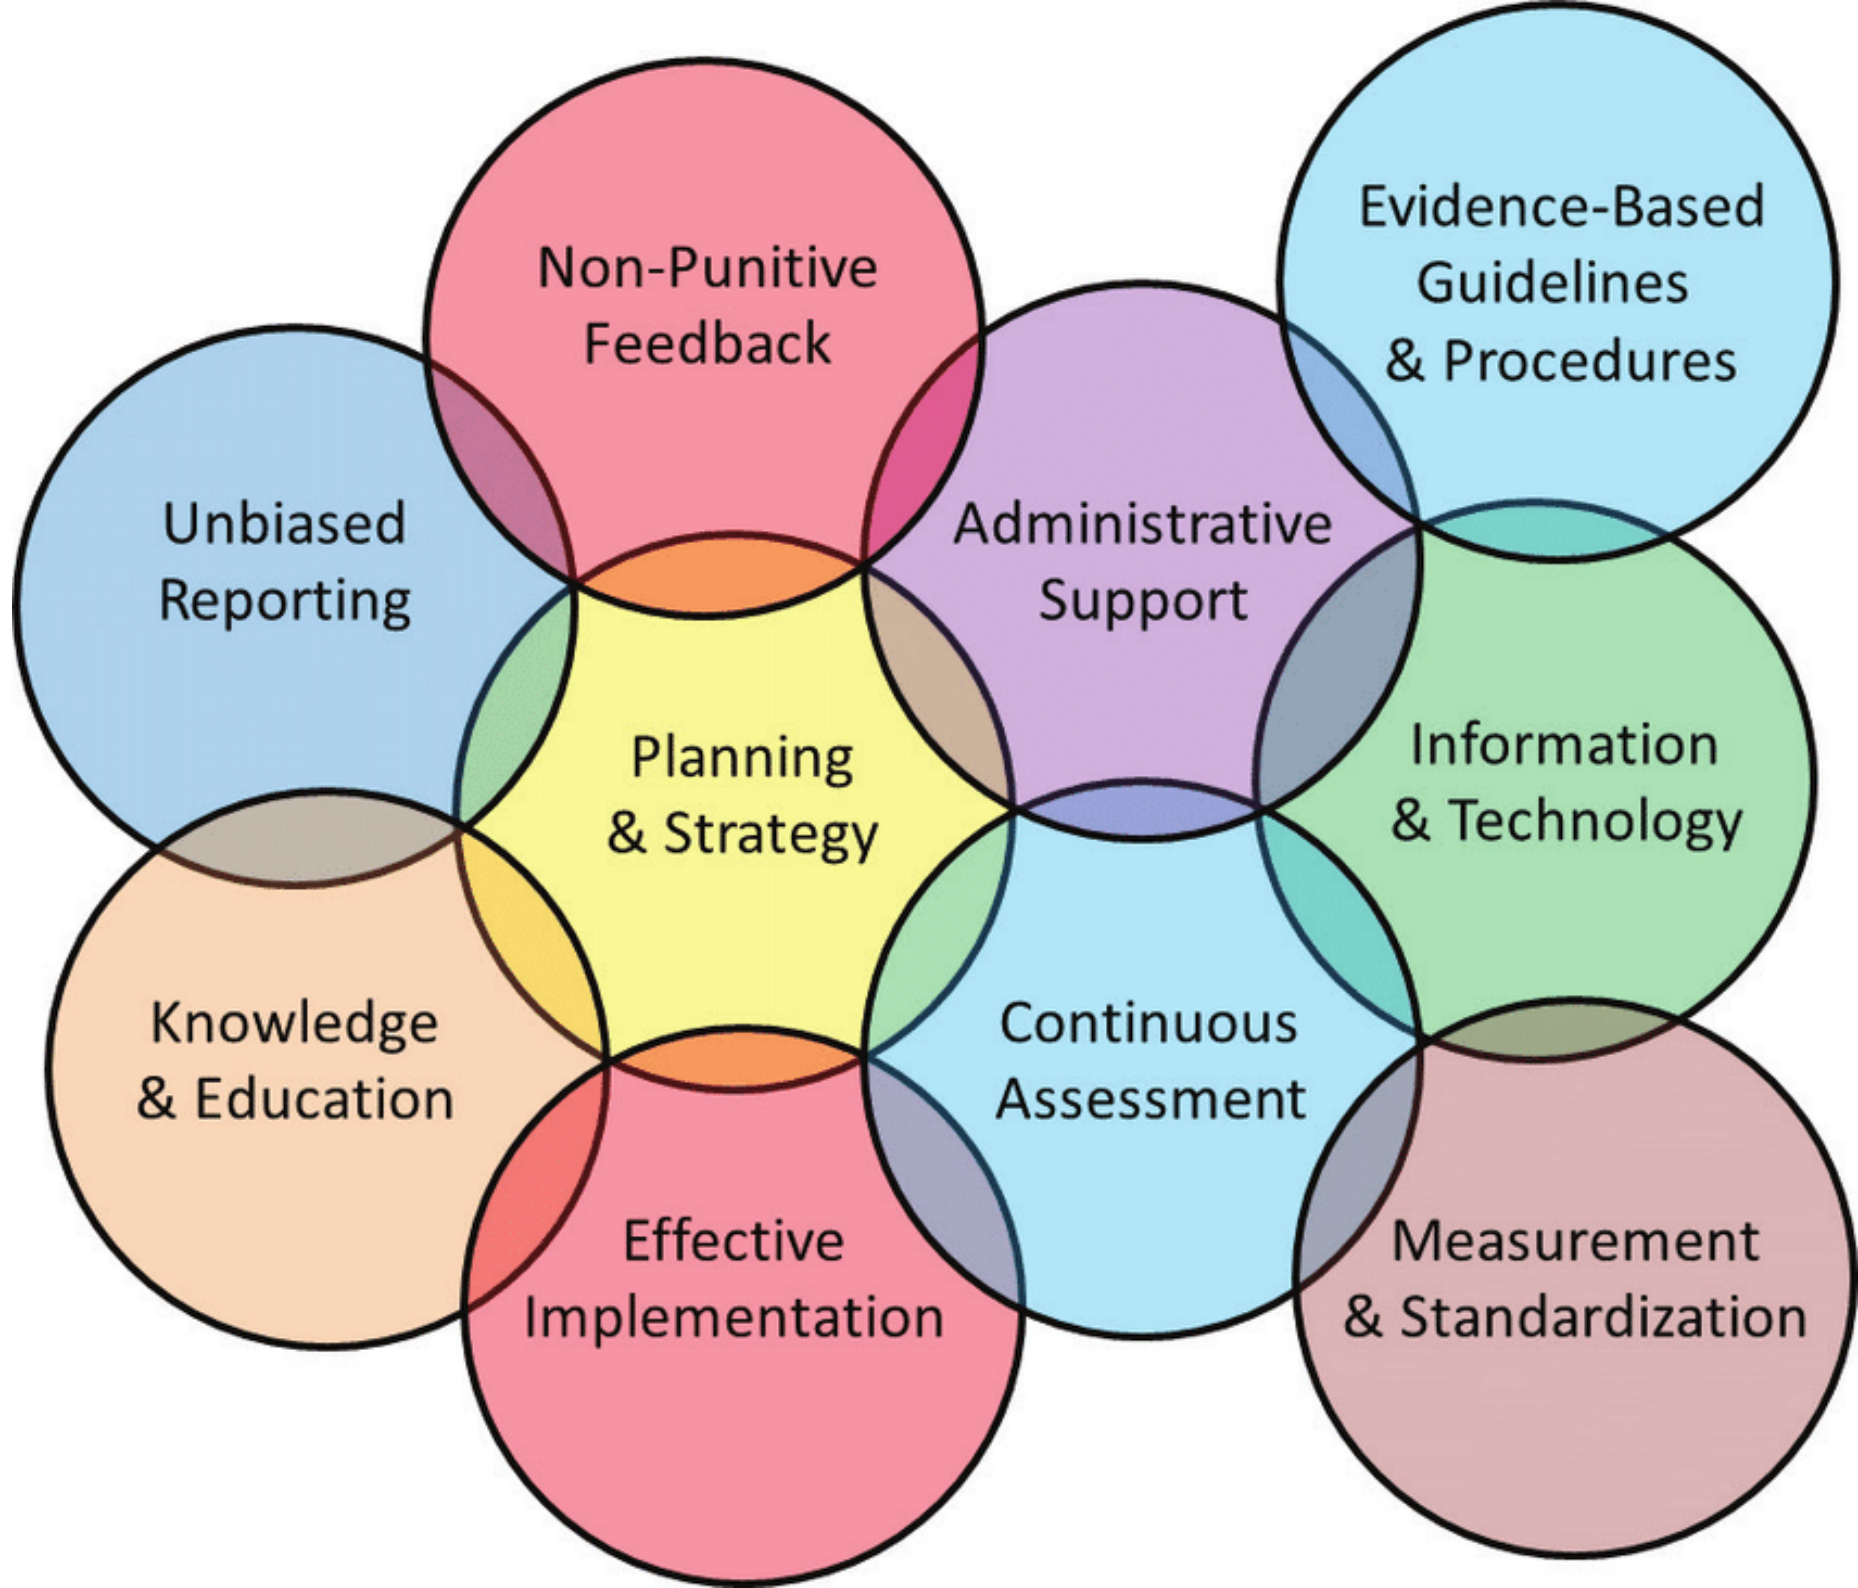 Non-Punitive
Feedback
Evidence-Based
Guidelines
& Procedures
Unbiased
Reporting
Administrative
Support
Planning
& Strategy
Information
& Technology
Knowledge
& Education
Continuous
Assessment
Effective
Implementation
Measurement
& Standardization